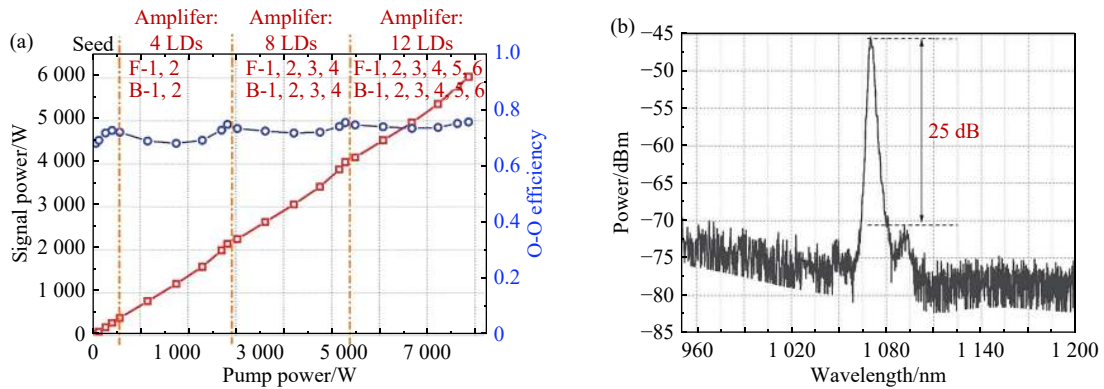 Amplifer:
Amplifer:
Amplifer:
(a)
Seed
4 LDs
8 LDs
12 LDs
F-1, 2
F-1, 2, 3, 4
F-1, 2, 3, 4, 5, 6
B-1, 2
B-1, 2, 3, 4
B-1, 2, 3, 4, 5, 6
Signal power/W
6 000
5 000
4 000
3 000
2 000
1 000
0
1.0
0.8
0.6
0.4
0.2
0
O-O efficiency
0
1 000
3 000
5 000
7 000
Pump power/W
(b)
Power/dBm
−45
−50
−55
−60
−65
−70
−75
−80
−85
25 dB
960
1 020
1 080
1 140
1 200
Wavelength/nm